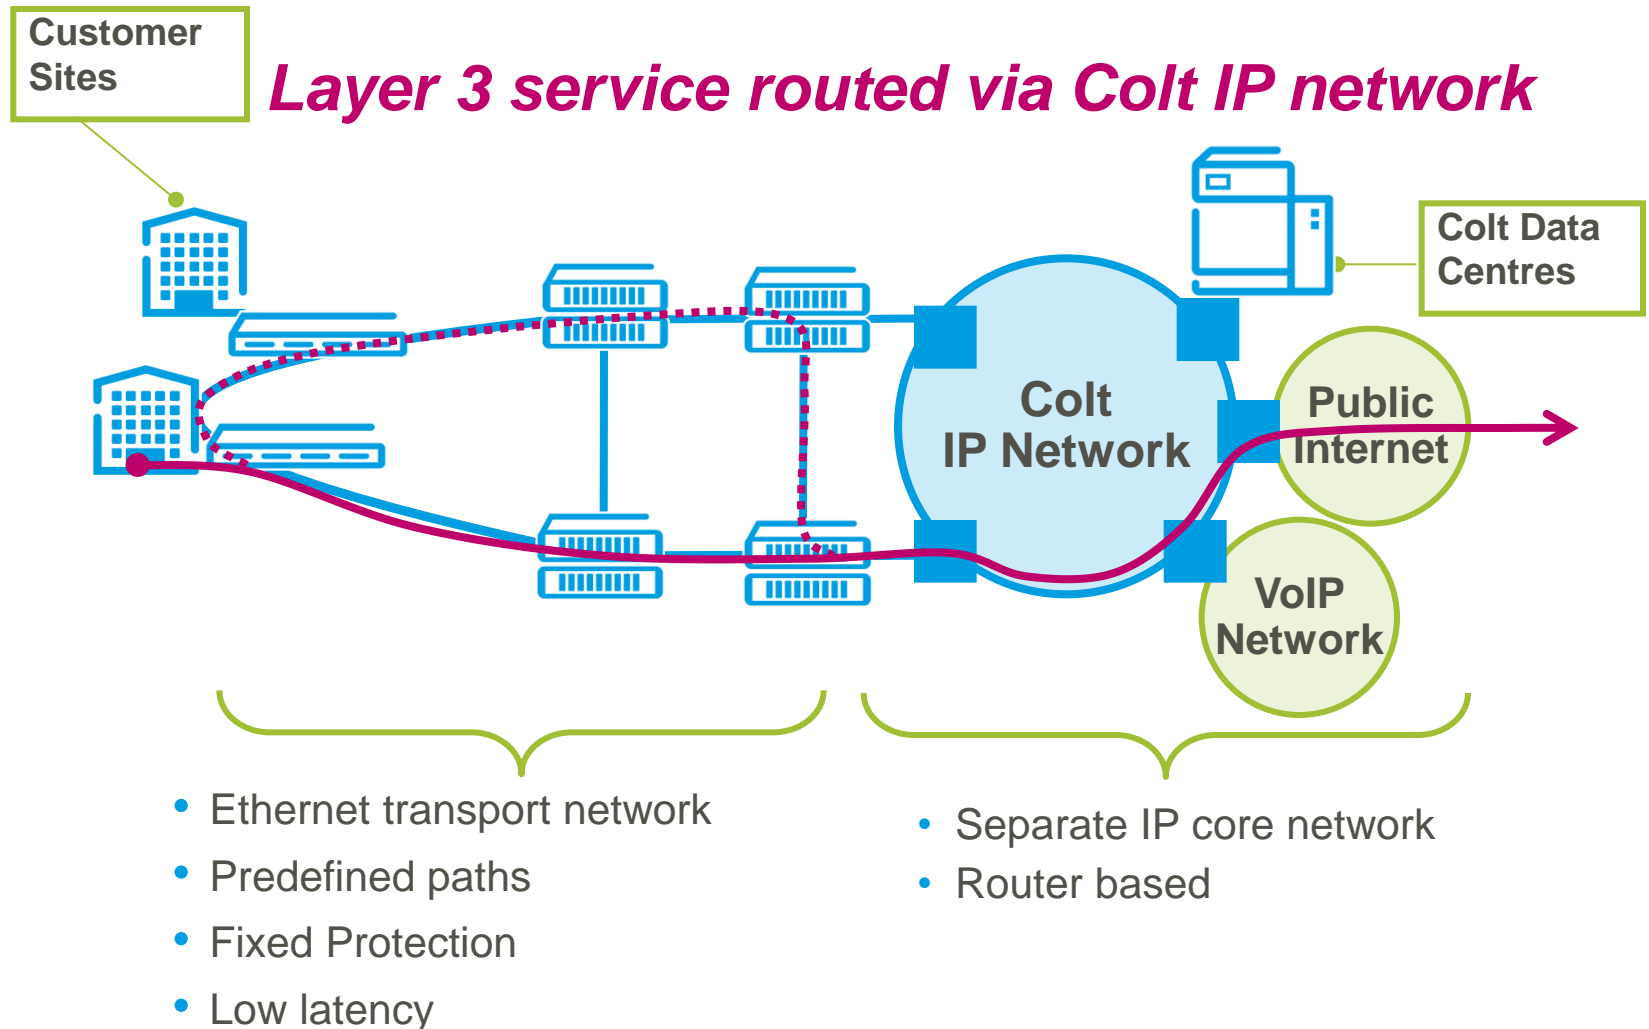 Customer
Sites
Layer 3 service routed via Colt IP network
Colt Data
Centres
Colt
IP Network
Public
Internet
VoIP
Network
• Ethernet transport network
• Predefined paths
• Fixed Protection
• Low latency
• Separate IP core network
• Router based